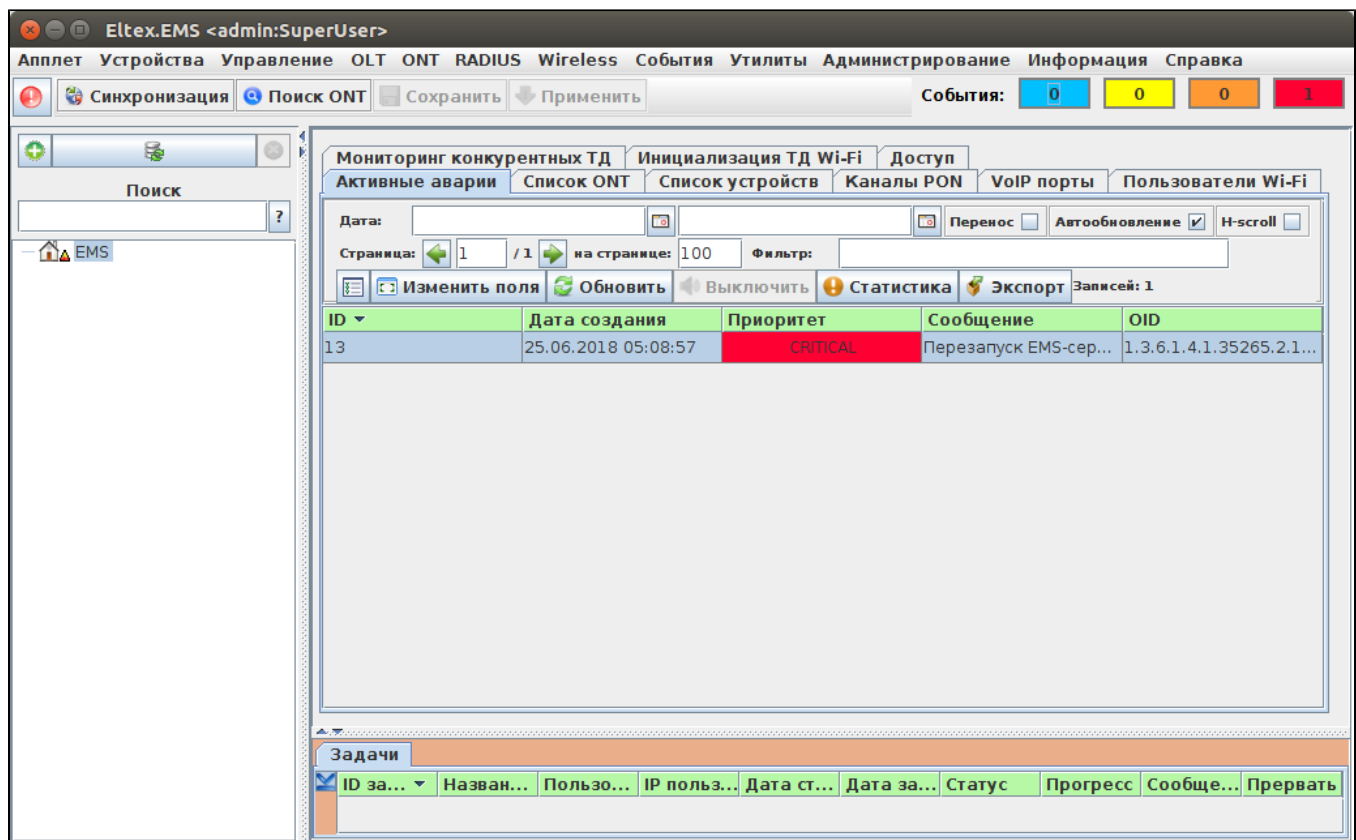 Eltex.EMS <admin:SuperUser>
Апплет Устройства Управление OLT ONT RADIUS Wireless События Утилиты Администрирование Информация Справка
Синхронизация Поиск ONT Сохранить Применить События: 0 0 0 1
Мониторинг конкурентных ТД Инициализация ТД Wi-Fi Доступ
Поиск
Активные аварии Список ONT Список устройств Каналы PON VoIP порты Пользователи Wi-Fi
?
Дата: Перенос Автообновление H-scroll
EMS
Страница: 1 / 1 на странице: 100 Фильтр:
Изменить поля Обновить Выключить Статистика Экспорт Записей: 1
ID Дата создания Приоритет Сообщение OID
13 25.06.2018 05:08:57 CRITICAL Перезапуск EMS-сер... 1.3.6.1.4.1.35265.2.1...
Задачи
ID за... Назван... Пользо... IP польз... Дата ст... Дата за... Статус Прогресс Сообще... Прервать